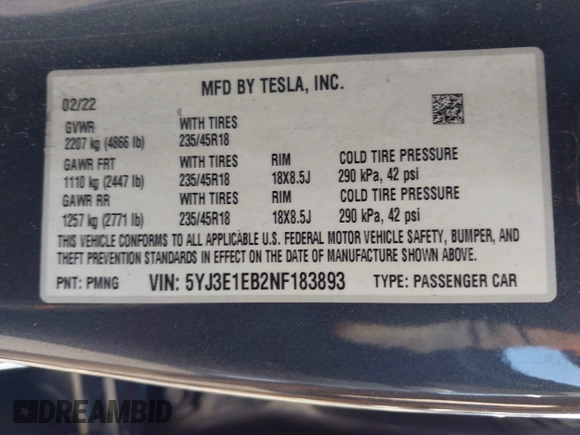 MFD BY TESLA, INC.
02/22
GVWR WITH TIRES
2207 kg (4866 lb) 235/45R18
GAWR FRT WITH TIRES RIM COLD TIRE PRESSURE
1110 kg (2447 lb) 235/45R18 18X8.5J 290 kPa, 42 psi
GAWR RR WITH TIRES RIM COLD TIRE PRESSURE
1257 kg (2771 lb) 235/45R18 18X8.5J 290 kPa, 42 psi
THIS VEHICLE CONFORMS TO ALL APPLICABLE U.S. FEDERAL MOTOR VEHICLE SAFETY, BUMPER, AND
THEFT PREVENTION STANDARDS IN EFFECT ON THE DATE OF MANUFACTURE SHOWN ABOVE.
PNT: PMNG VIN: 5YJ3E1EB2NF183893 TYPE: PASSENGER CAR
DREAMBID